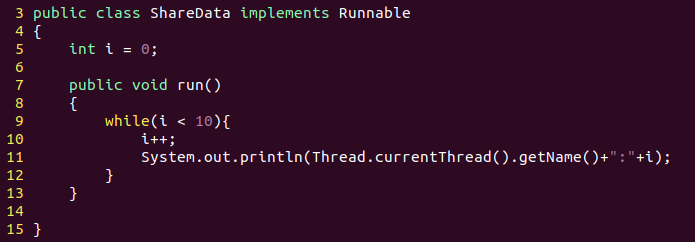 3 public class ShareData implements Runnable
4 {
5     int i = 0;
6
7     public void run()
8     {
9         while(i < 10){
10             i++;
11             System.out.println(Thread.currentThread().getName()+":"+i);
12         }
13     }
14
15 }